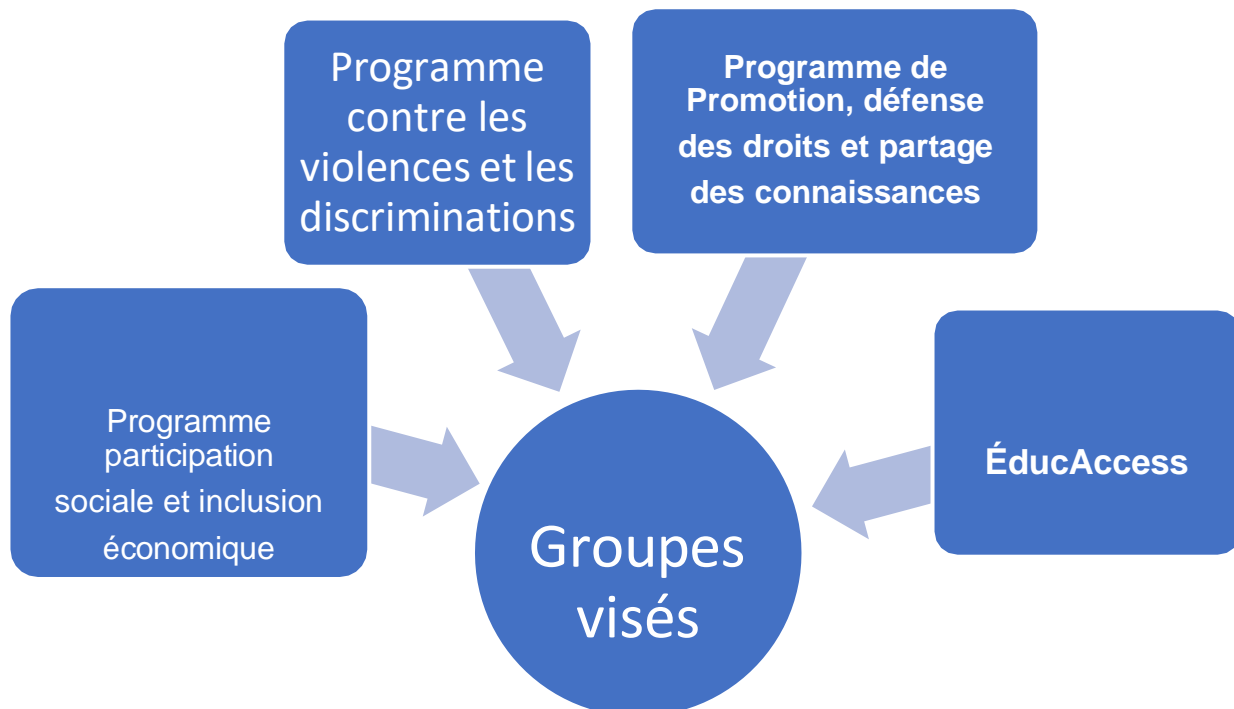 Programme
contre les
violences et les
discriminations
Programme de
Promotion, défense
des droits et partage
des connaissances
Programme
participation
sociale et inclusion
économique
ÉducAccess
Groupes
visés